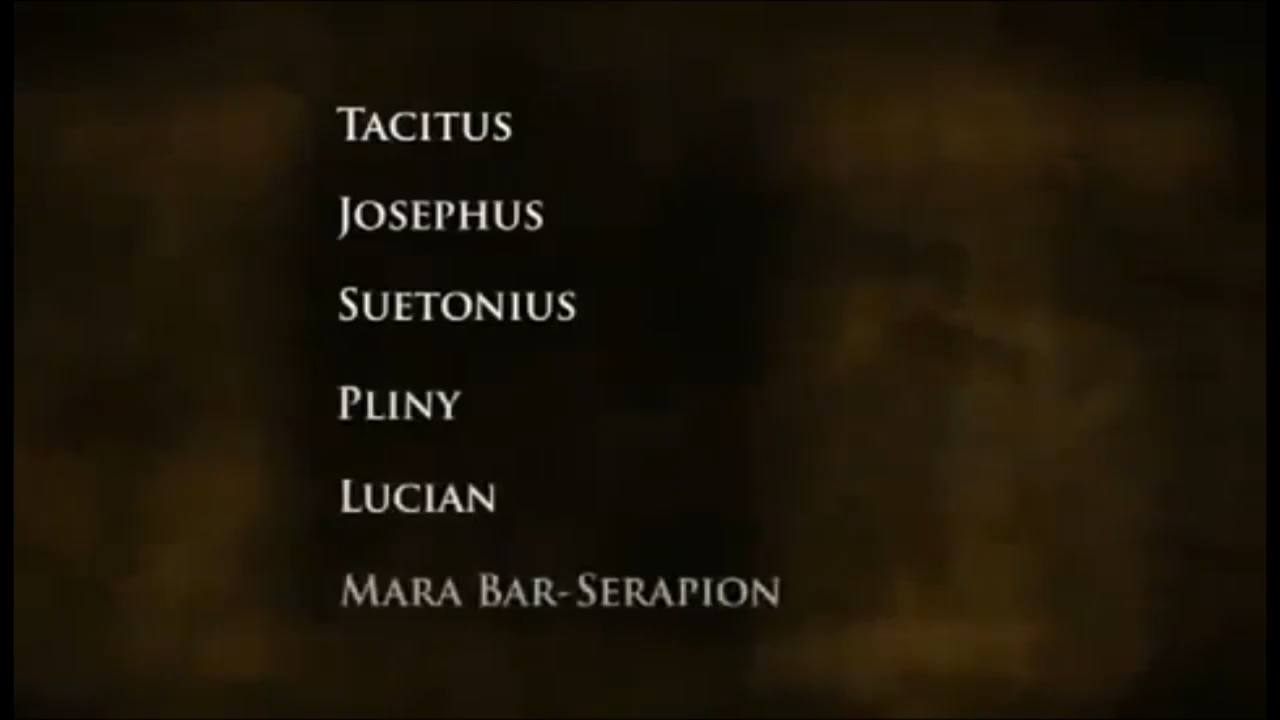 Tacitus
Josephus
Suetonius
Pliny
Lucian
Mara Bar-Serapion